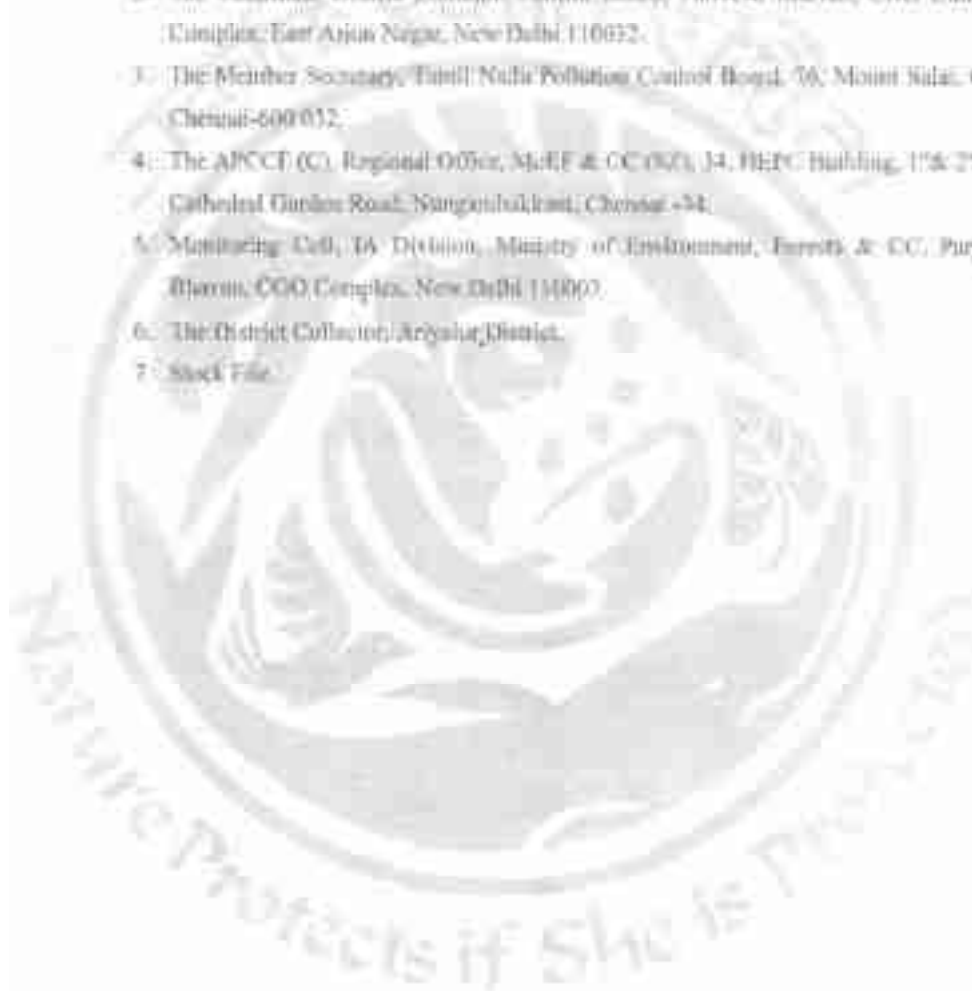 Complex, East Arjun Nagar, New Delhi 110032.
3. The Member Secretary, Tamil Nadu Pollution Control Board, 76, Mount Salai,
Chennai-600 032.
4. The APCCF (C), Regional Office, MoEF & CC (SZ), 34, HEPC Building, 1st & 2
Cathedral Garden Road, Nungambakkam, Chennai -34.
5. Monitoring Cell, IA Division, Ministry of Environment, Forests & CC,
Bhavan, CGO Complex, New Delhi 110003
6. The District Collector, Ariyalur District.
7. Stock File.
Nature Protects if She is Protected